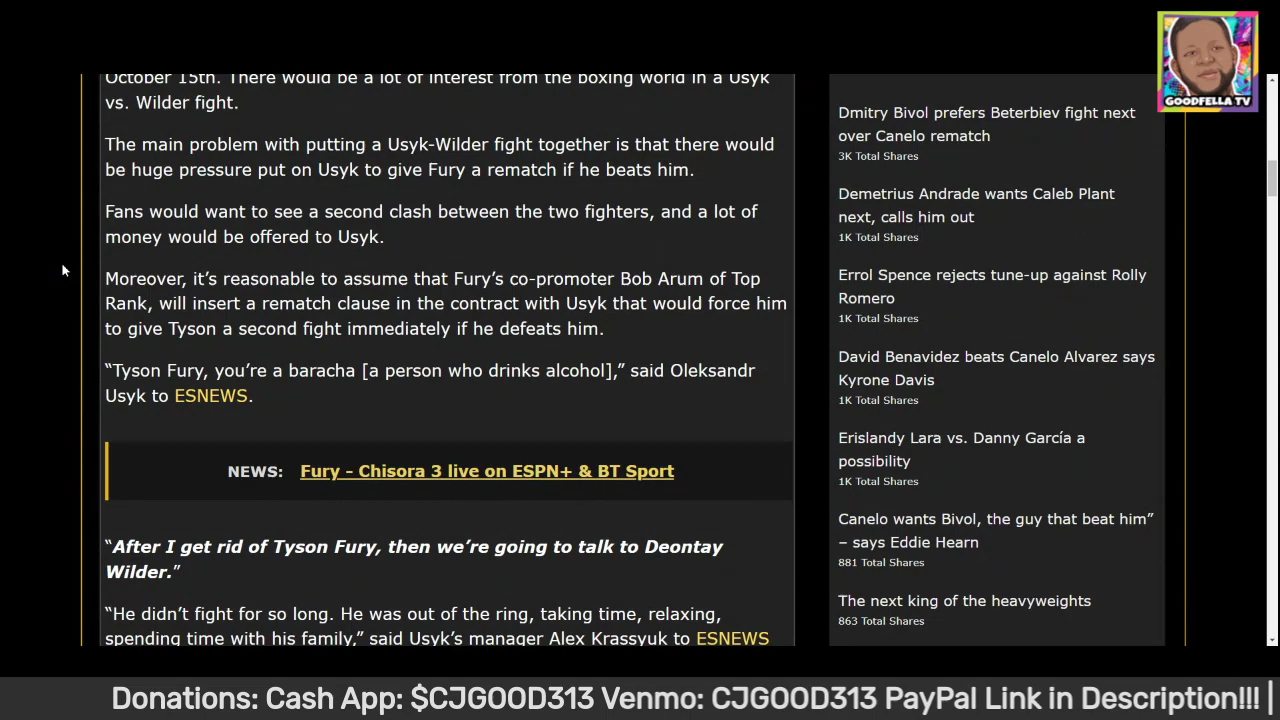 GOODFELLA TV
October 15th. There would be a lot of interest from the boxing world in a Usyk
vs. Wilder fight.
The main problem with putting a Usyk-Wilder fight together is that there would
be huge pressure put on Usyk to give Fury a rematch if he beats him.
Fans would want to see a second clash between the two fighters, and a lot of
money would be offered to Usyk.
Moreover, it’s reasonable to assume that Fury’s co-promoter Bob Arum of Top
Rank, will insert a rematch clause in the contract with Usyk that would force him
to give Tyson a second fight immediately if he defeats him.
“Tyson Fury, you’re a baracha [a person who drinks alcohol],” said Oleksandr
Usyk to ESNEWS.
NEWS: Fury – Chisora 3 live on ESPN+ & BT Sport
“After I get rid of Tyson Fury, then we’re going to talk to Deontay
Wilder.”
“He didn’t fight for so long. He was out of the ring, taking time, relaxing,
spending time with his family,” said Usyk’s manager Alex Krassyuk to ESNEWS
Dmitry Bivol prefers Beterbiev fight next
over Canelo rematch
3K Total Shares
Demetrius Andrade wants Caleb Plant
next, calls him out
1K Total Shares
Errol Spence rejects tune-up against Rolly
Romero
1K Total Shares
David Benavidez beats Canelo Alvarez says
Kyrone Davis
1K Total Shares
Erislandy Lara vs. Danny García a
possibility
1K Total Shares
Canelo wants Bivol, the guy that beat him”
– says Eddie Hearn
881 Total Shares
The next king of the heavyweights
863 Total Shares
Donations: Cash App: $CJGOOD313 Venmo: CJGOOD313 PayPal Link in Description!!! |